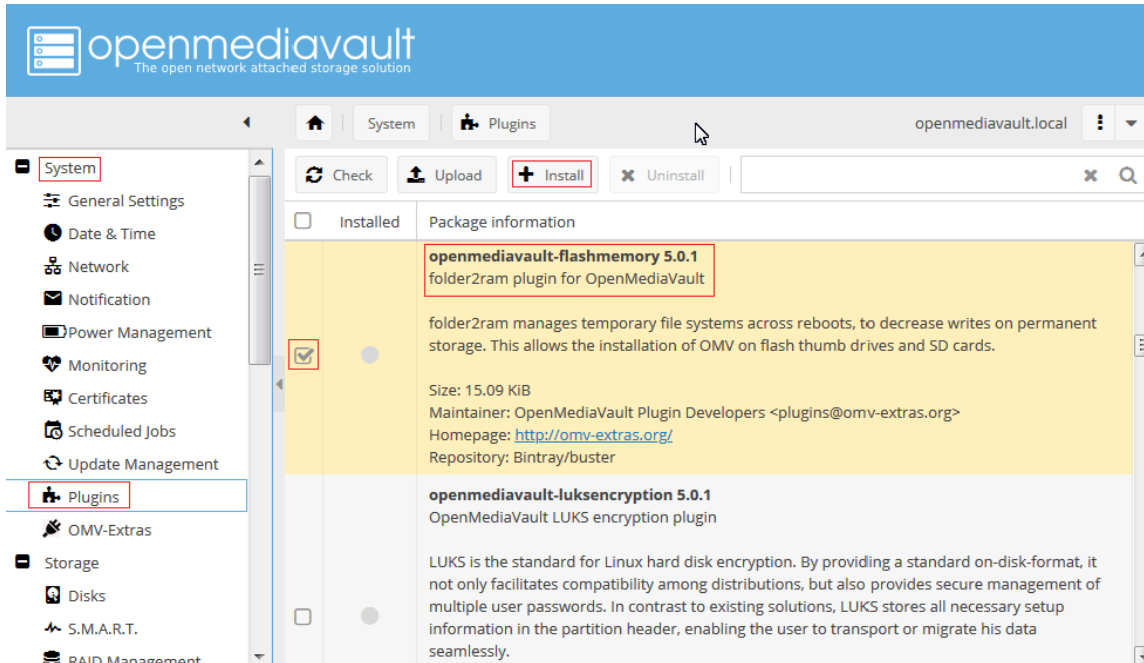 openmediavault
The open network attached storage solution
System
Plugins
openmediavault.local
System
General Settings
Date & Time
Network
Notification
Power Management
Monitoring
Certificates
Scheduled Jobs
Update Management
Plugins
OMV-Extras
Storage
Disks
S.M.A.R.T.
RAID Management
Check
Upload
Install
Uninstall
Installed
Package information
openmediavault-flashmemory 5.0.1
folder2ram plugin for OpenMediaVault
folder2ram manages temporary file systems across reboots, to decrease writes on permanent
storage. This allows the installation of OMV on flash thumb drives and SD cards.
Size: 15.09 KiB
Maintainer: OpenMediaVault Plugin Developers <plugins@omv-extras.org>
Homepage: http://omv-extras.org/
Repository: Bintray/buster
openmediavault-luksencryption 5.0.1
OpenMediaVault LUKS encryption plugin
LUKS is the standard for Linux hard disk encryption. By providing a standard on-disk-format, it
not only facilitates compatibility among distributions, but also provides secure management of
multiple user passwords. In contrast to existing solutions, LUKS stores all necessary setup
information in the partition header, enabling the user to transport or migrate his data
seamlessly.